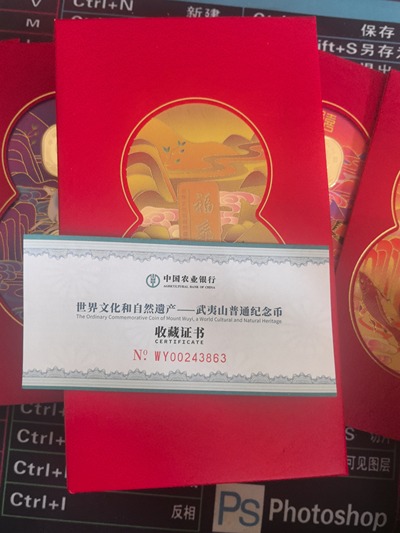 V
Ctrl+N
新建
Ctrl+
保存
M
ift+S 另存为
福
中国农业银行
AGRICULTURAL BANK OF CHINA
世界文化和自然遗产——武夷山普通纪念币
The Ordinary Commemorative Coin of Mount Wuyi, a World Cultural and Natural Heritage
收藏证书
CERTIFICATE
No. WY00243863
Ctrl+
Ctrl+
Ctrl+I
Ctrl+I
可见图层
反相
Ps Photoshop